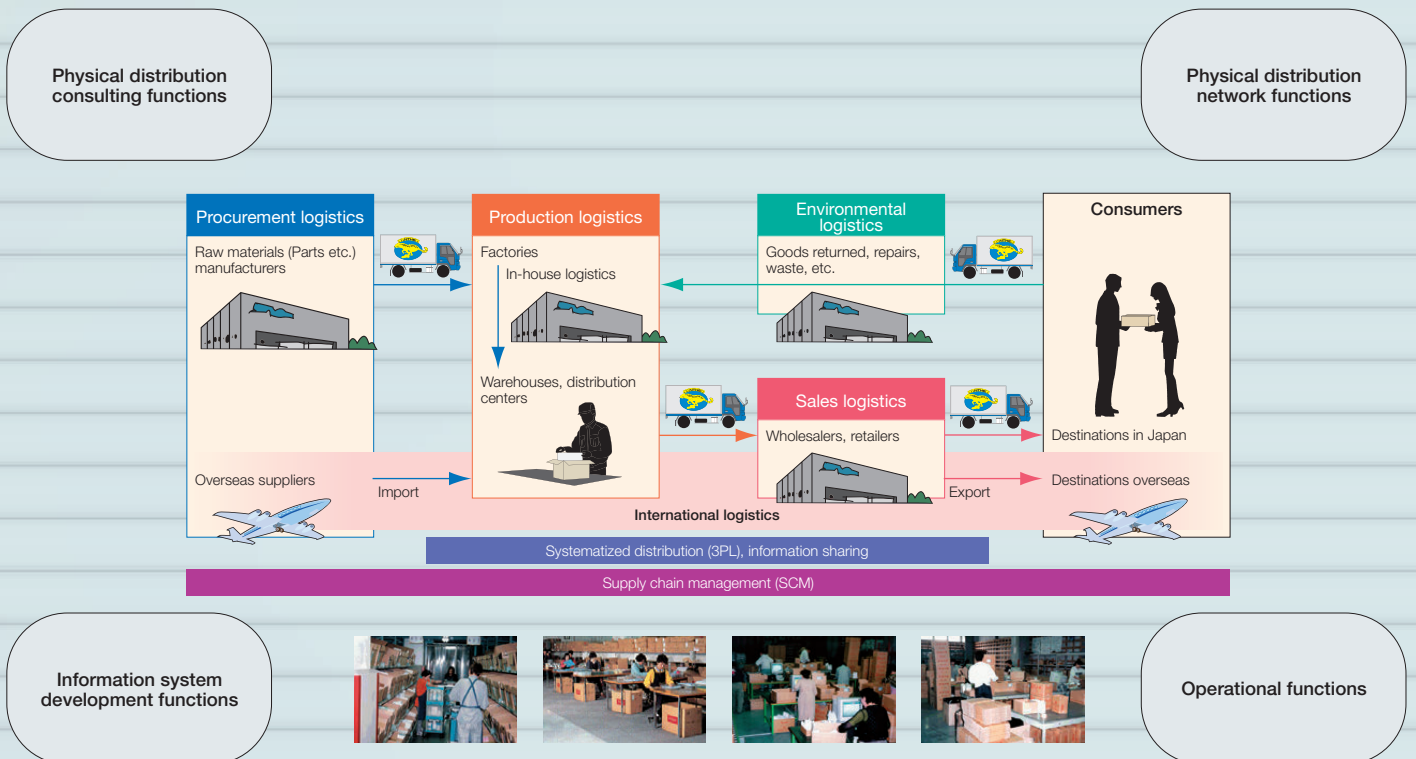 Physical distribution
consulting functions
Physical distribution
network functions
Procurement logistics
Raw materials (Parts etc.)
manufacturers
Overseas suppliers
Import
Production logistics
Factories
In-house logistics
Warehouses, distribution
centers
Environmental
logistics
Goods returned, repairs,
waste, etc.
Sales logistics
Wholesalers, retailers
Export
Consumers
Destinations in Japan
Destinations overseas
International logistics
Systematized distribution (3PL), information sharing
Supply chain management (SCM)
Information system
development functions
Operational functions